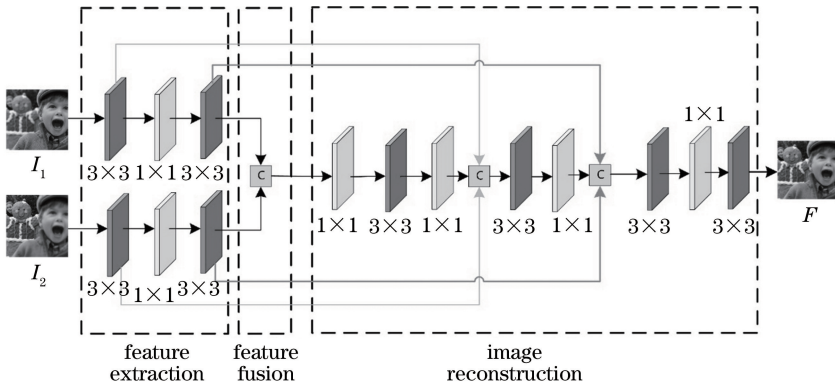 1×1
3×3 1×1 3×3
C
C
C
I₁
1×1 3×3 1×1
3×3
1×1
3×3
3×3
F
3×3 1×1 3×3
I₂
feature extraction
feature fusion
image reconstruction